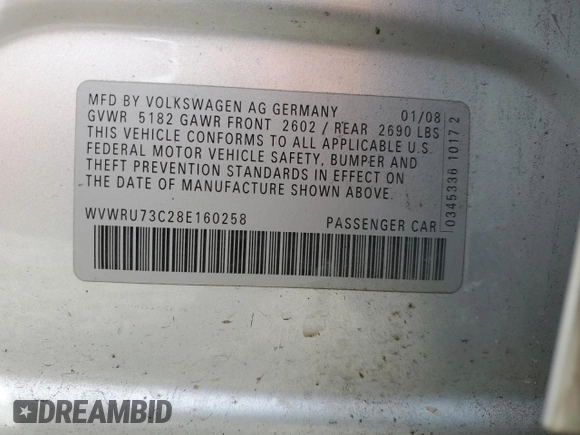 MFD BY VOLKSWAGEN AG GERMANY 01/08
GVWR 5182 GAWR FRONT 2602 / REAR 2690 LBS
THIS VEHICLE CONFORMS TO ALL APPLICABLE U.S.
FEDERAL MOTOR VEHICLE SAFETY, BUMPER AND
THEFT PREVENTION STANDARDS IN EFFECT ON
THE DATE OF MANUFACTURE SHOWN ABOVE.
WVWRU73C28E160258 PASSENGER CAR
0345336 1017 2
DREAMBID